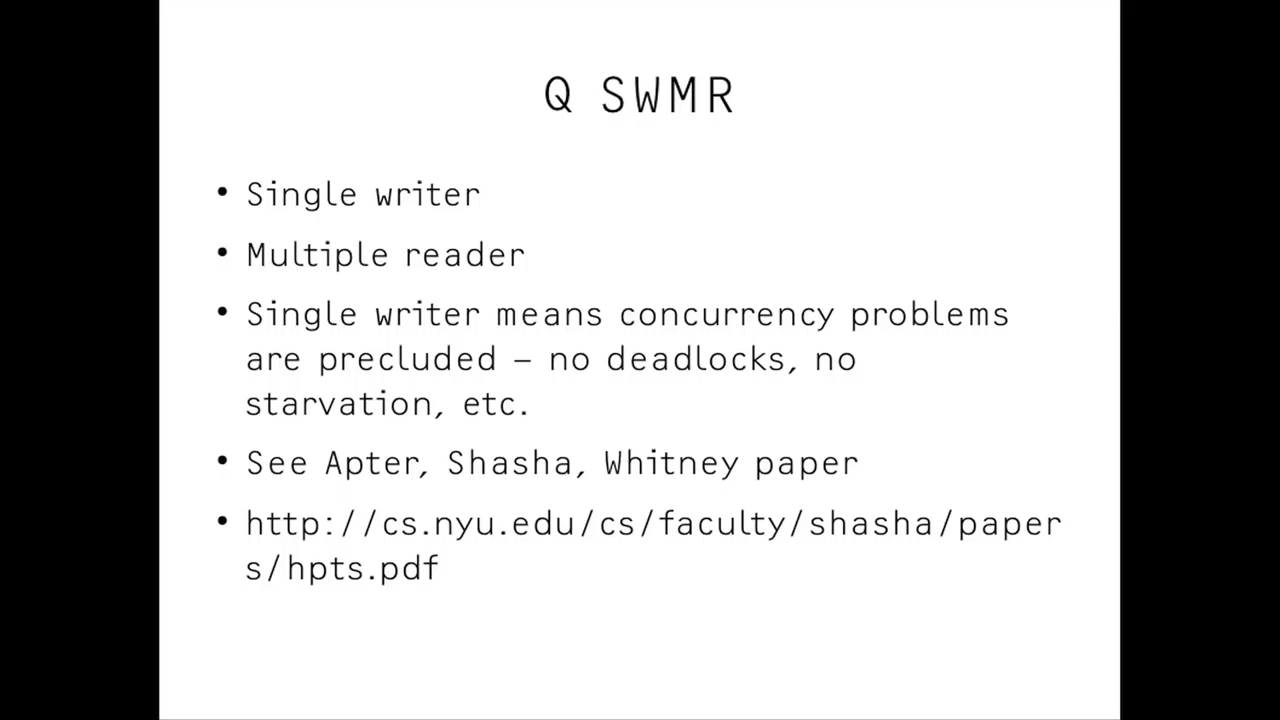 Q SWMR
• Single writer
• Multiple reader
• Single writer means concurrency problems
are precluded – no deadlocks, no
starvation, etc.
• See Apter, Shasha, Whitney paper
• http://cs.nyu.edu/cs/faculty/shasha/paper
s/hpts.pdf